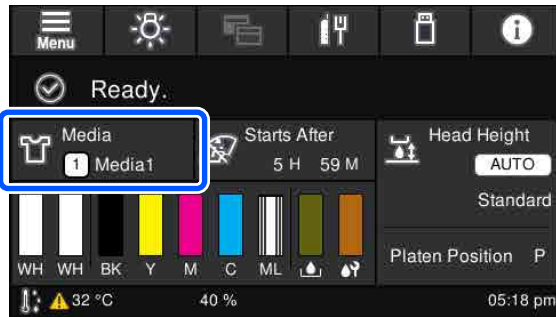 Menu
Ready.
Media
1 Media1
Starts After
5 H 59 M
Head Height
AUTO
Standard
Platen Position P
WH WH BK Y M C ML
32 °C 40 % 05:18 pm